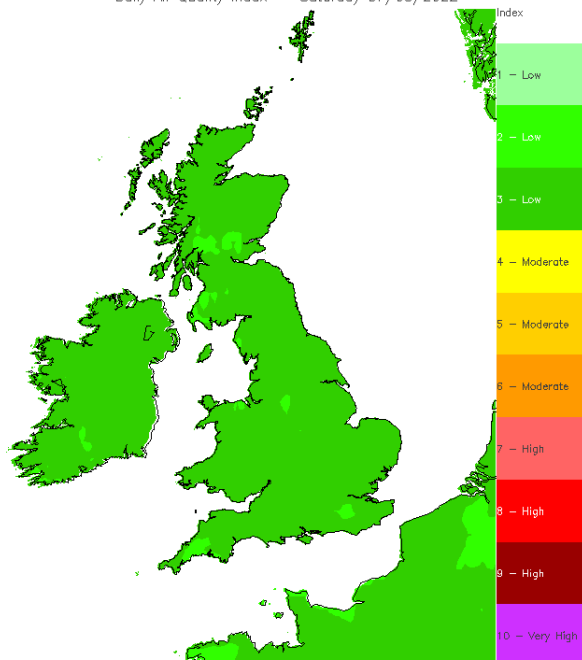 Index
1 - Low
2 - Low
3 - Low
4 - Moderate
5 - Moderate
6 - Moderate
7 - High
8 - High
9 - High
10 - Very High